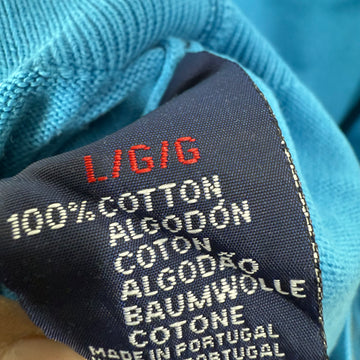 L/G/G
100% COTTON
ALGODÓN
COTON
ALGODÃO
BAUMWOLLE
COTONE
MADE IN PORTUGAL